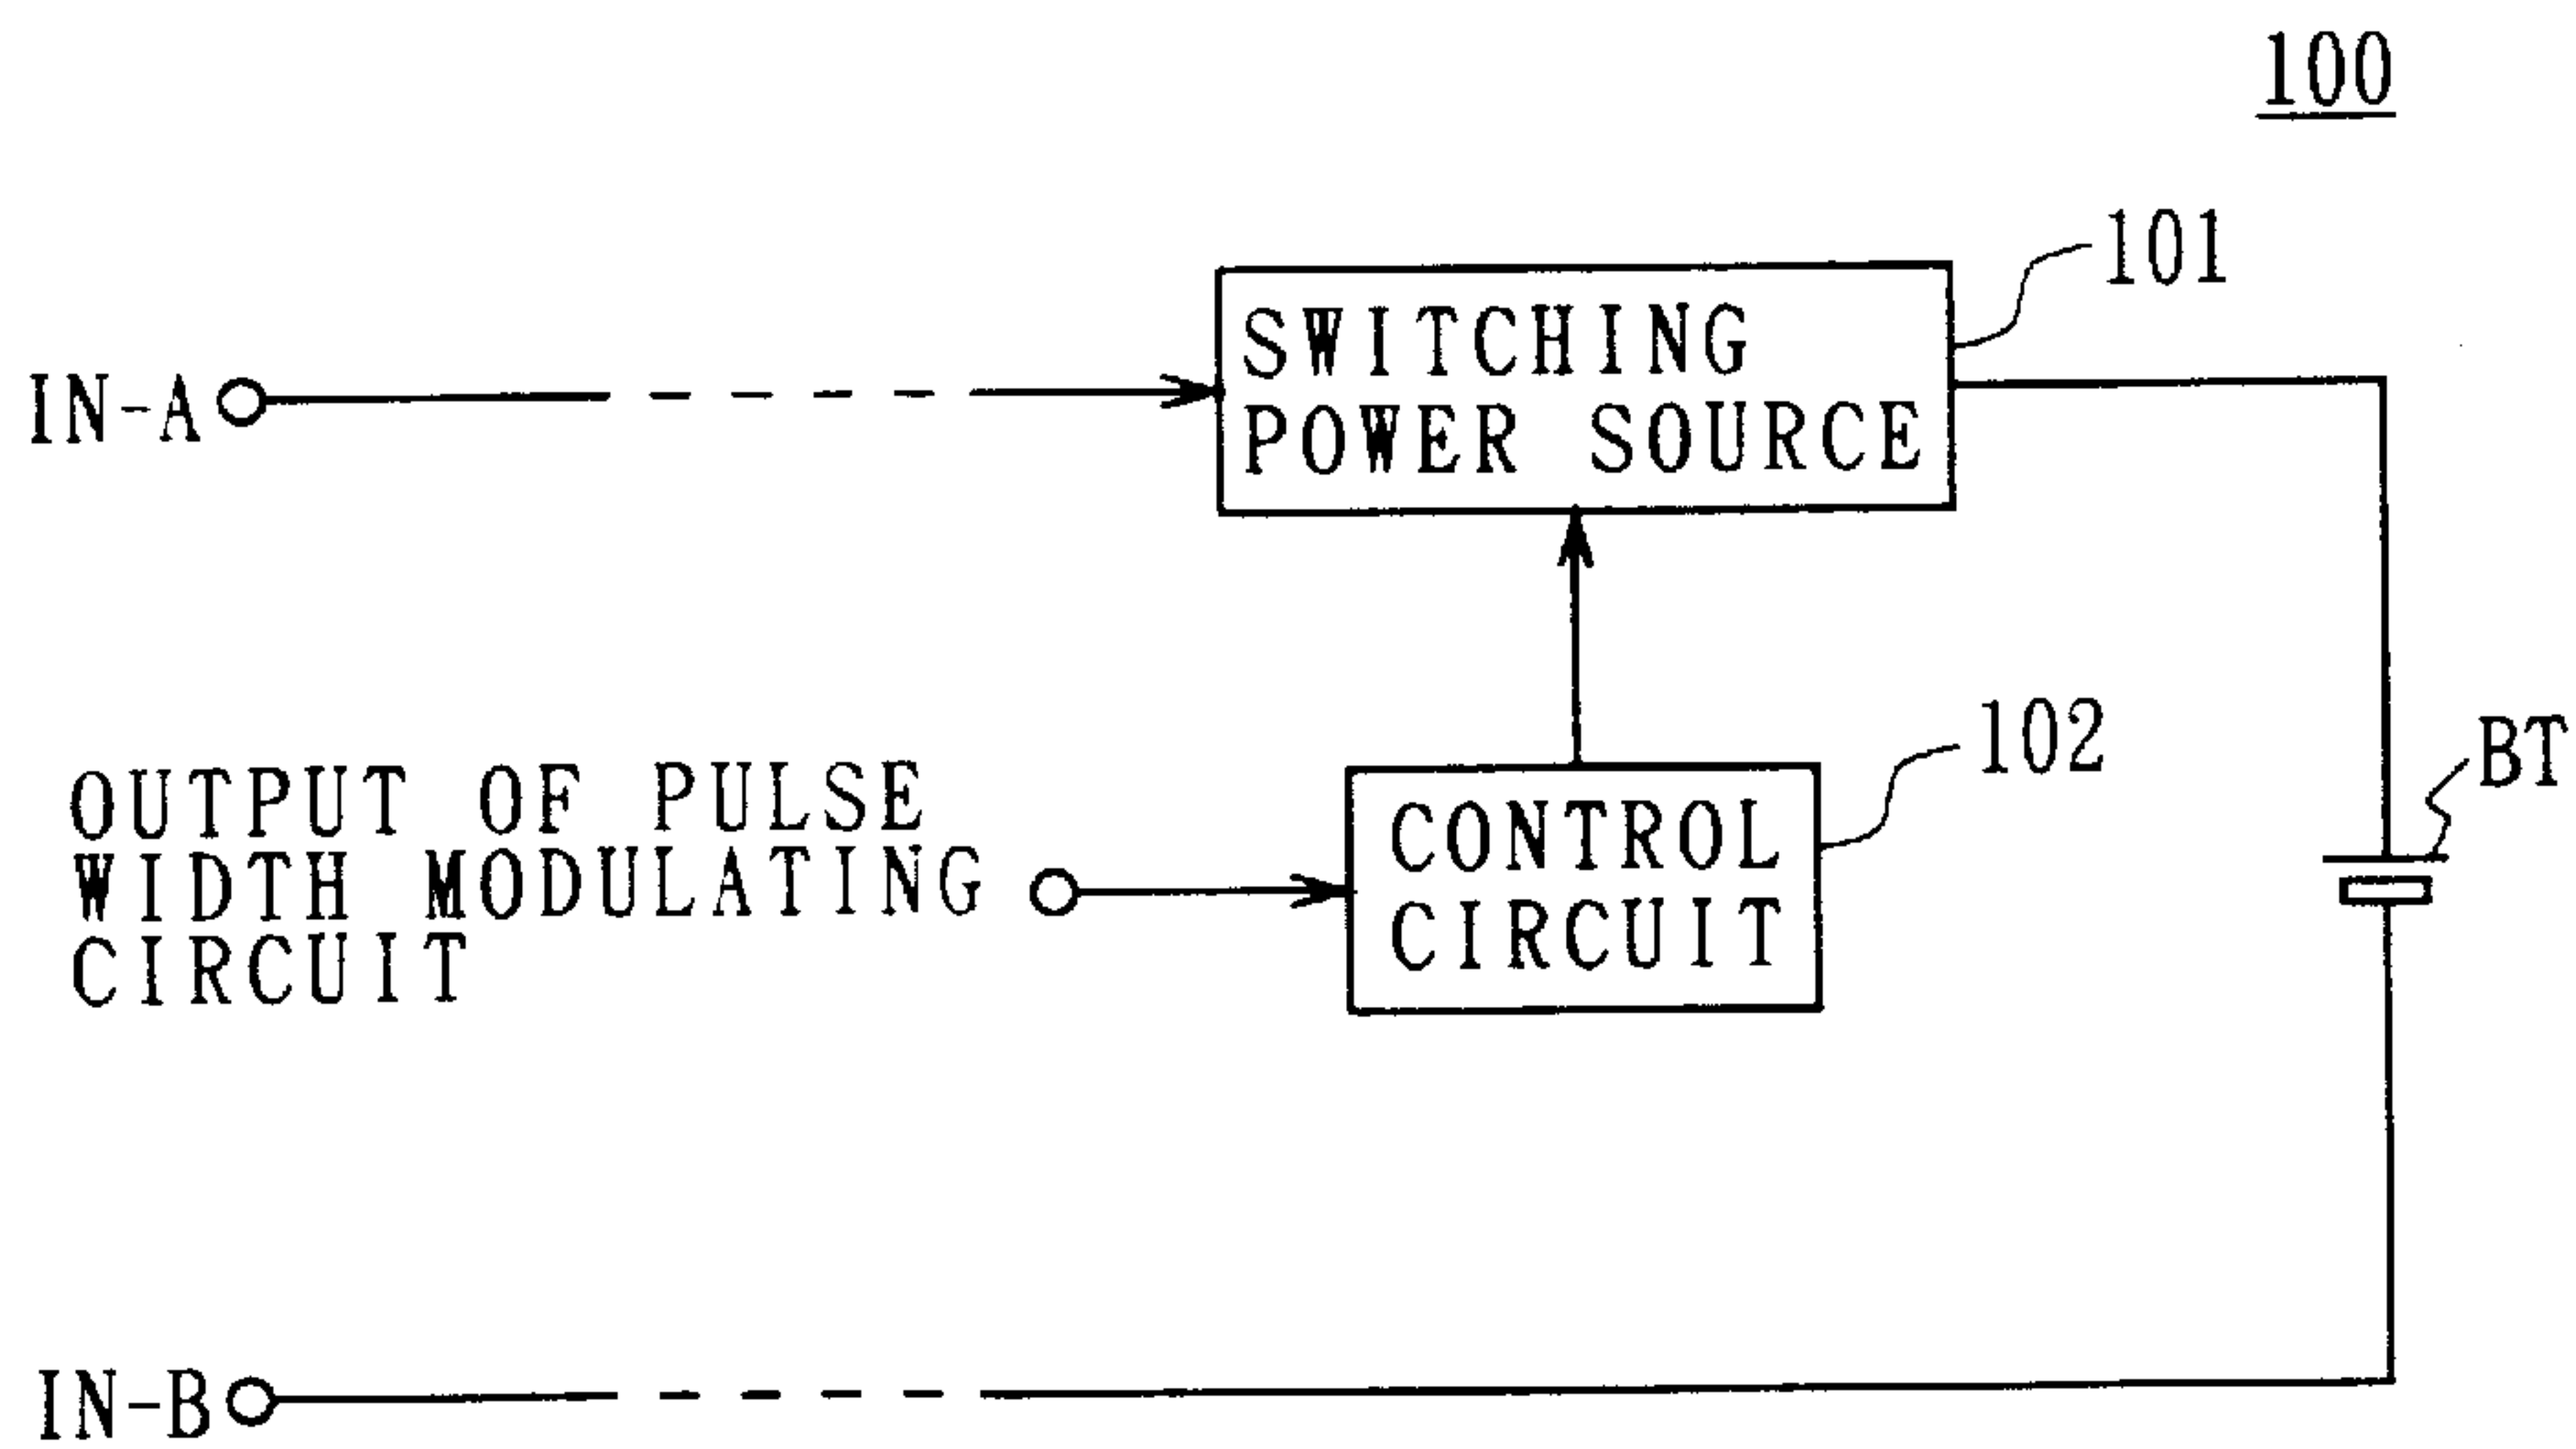 100
101
SWITCHING
POWER SOURCE
IN-A
102
BT
OUTPUT OF PULSE
WIDTH MODULATING
CIRCUIT
CONTROL
CIRCUIT
IN-B